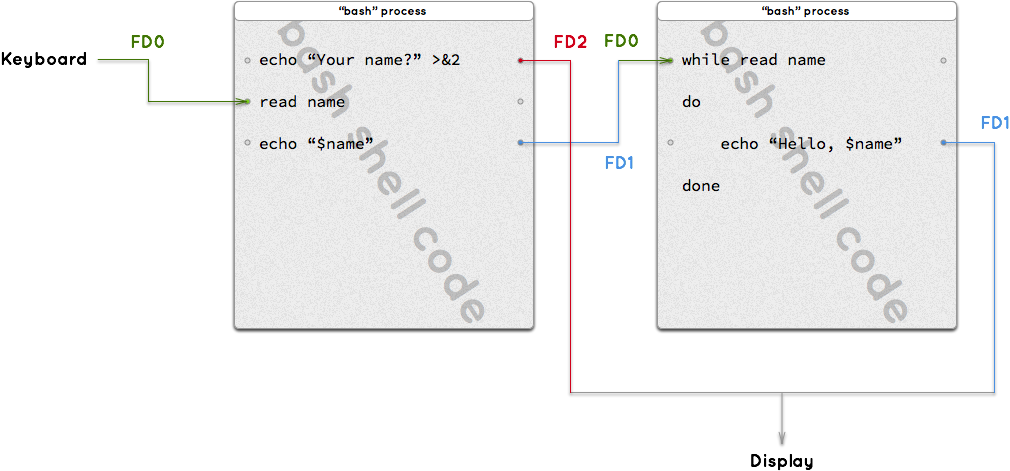 “bash” process
“bash” process
Keyboard
FD0
FD2
FD0
echo “Your name?” >&2
read name
echo “$name”
FD1
while read name
do
echo “Hello, $name”
done
FD1
bash shell code
bash shell code
Display